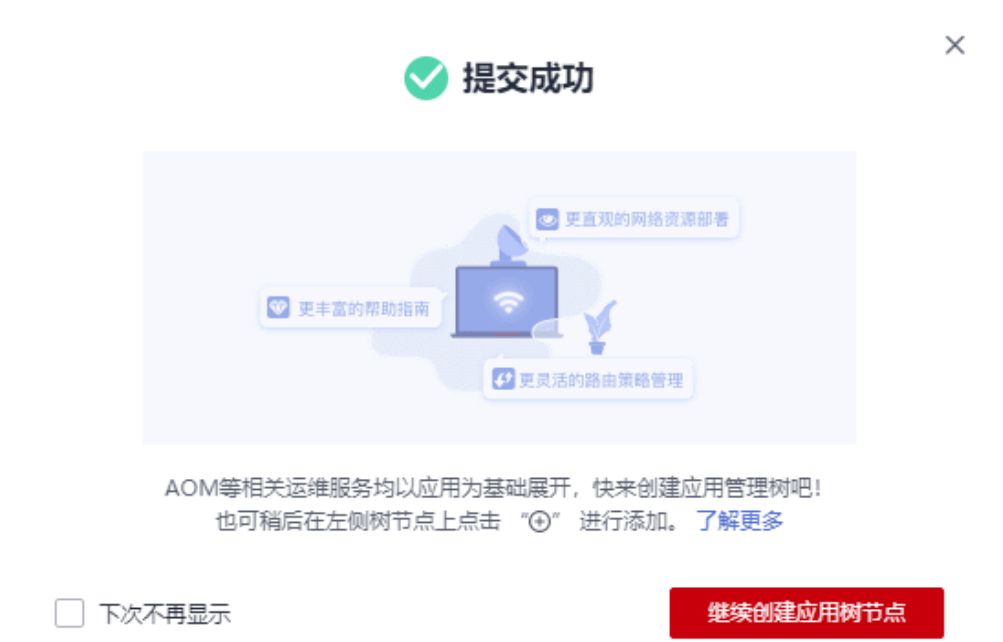 提交成功
更直观的网络资源部署
更丰富的帮助指南
更灵活的路由策略管理
AOM等相关运维服务均以应用为基础展开，快来创建应用管理树吧！
也可稍后在左侧树节点上点击 “⊕” 进行添加。 了解更多
下次不再显示
继续创建应用树节点